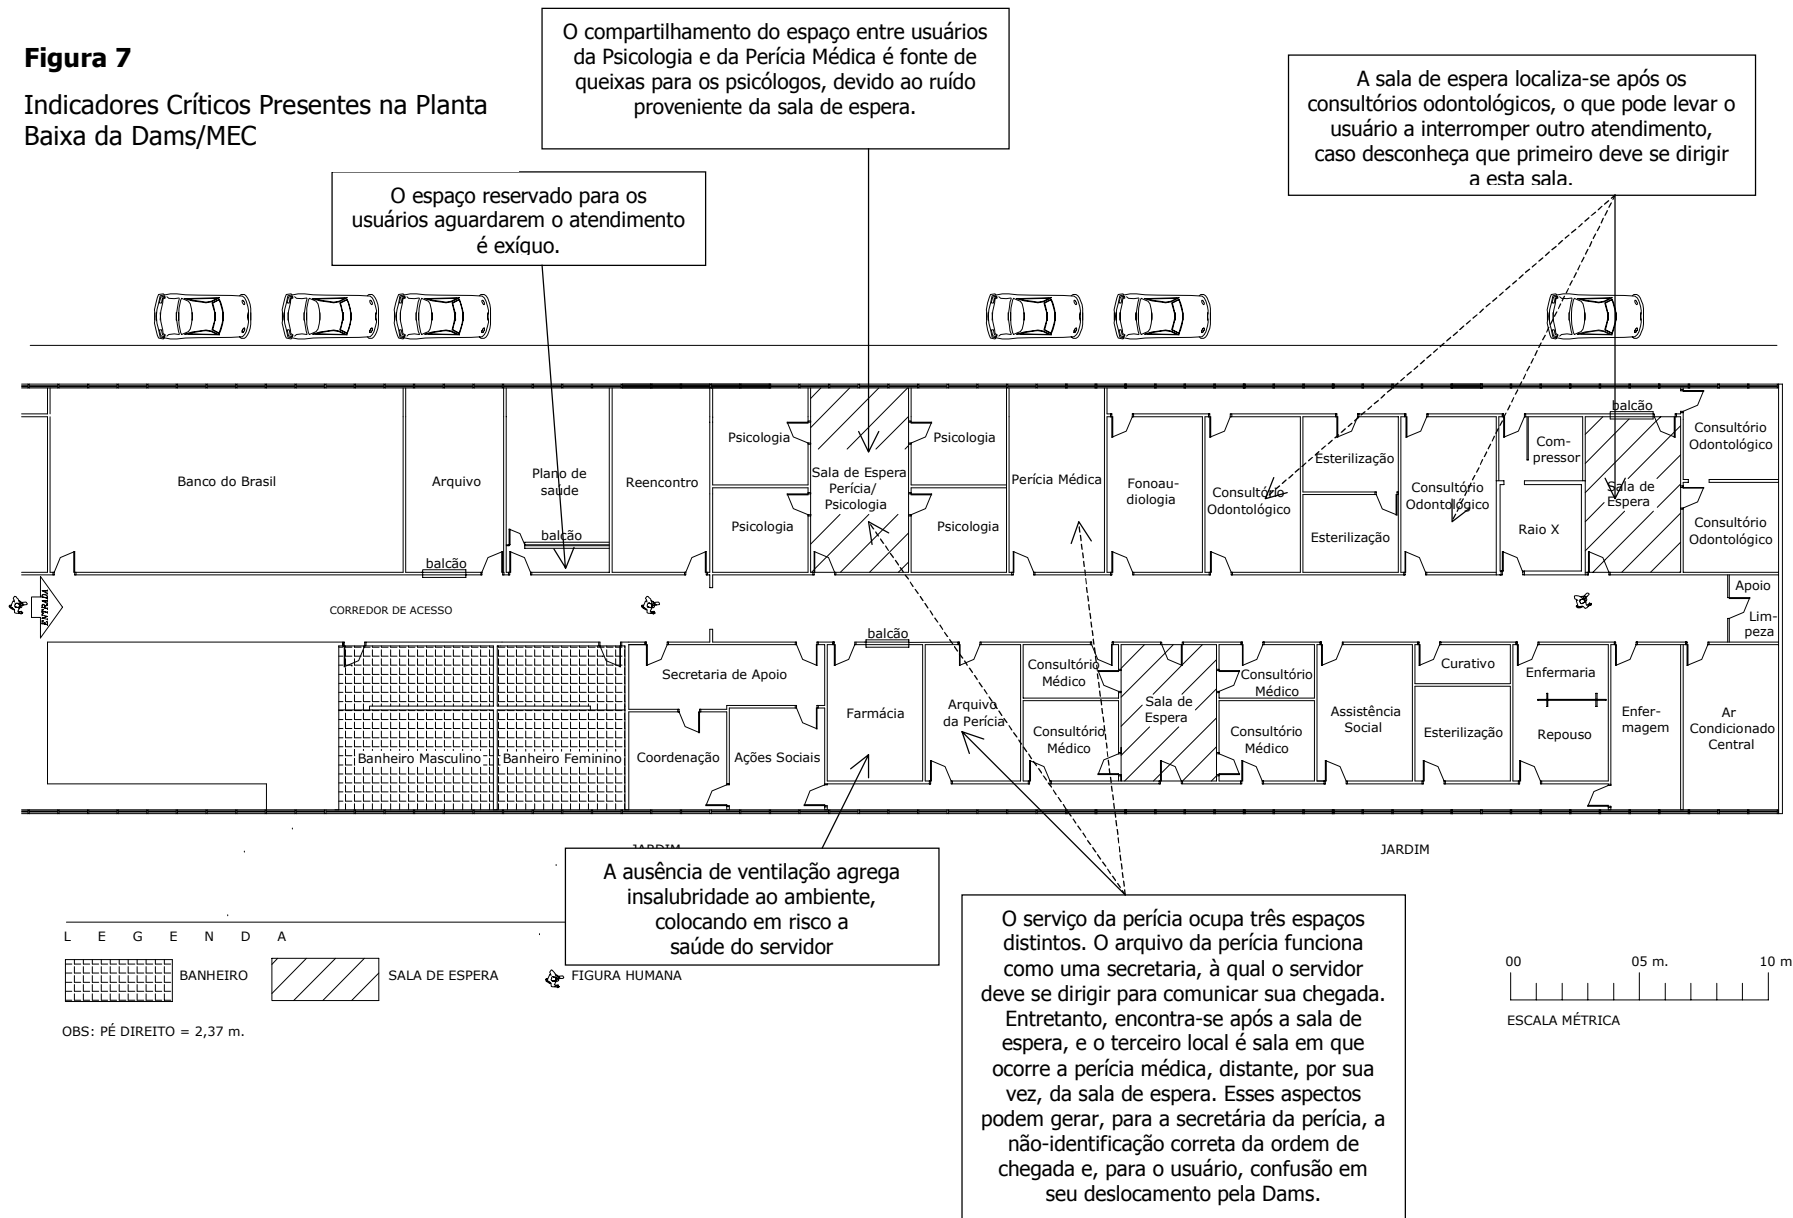 Figura 7
Indicadores Críticos Presentes na Planta
Baixa da Dams/MEC
O compartilhamento do espaço entre usuários
da Psicologia e da Perícia Médica é fonte de
queixas para os psicólogos, devido ao ruído
proveniente da sala de espera.
A sala de espera localiza-se após os
consultórios odontológicos, o que pode levar o
usuário a interromper outro atendimento,
caso desconheça que primeiro deve se dirigir
a esta sala.
O espaço reservado para os
usuários aguardarem o atendimento
é exíguo.
Banco do Brasil
Arquivo
balcão
Plano de
saúde
balcão
Reencontro
Psicologia
Psicologia
Sala de Espera
Perícia/
Psicologia
Psicologia
Psicologia
Perícia Médica
Fonoau-
diologia
Consultório
Odontológico
Esterilização
Esterilização
Consultório
Odontológico
Com-
pressor
Raio X
balcão
Sala de
Espera
Consultório
Odontológico
Consultório
Odontológico
ENTRADA
CORREDOR DE ACESSO
Apoio
Lim-
peza
Banheiro Masculino
Banheiro Feminino
Secretaria de Apoio
Coordenação
Ações Sociais
balcão
Farmácia
Arquivo
da Perícia
Consultório
Médico
Consultório
Médico
Sala de
Espera
Consultório
Médico
Consultório
Médico
Assistência
Social
Curativo
Esterilização
Enfermaria
Repouso
Enfer-
magem
Ar
Condicionado
Central
JARDIM
JARDIM
A ausência de ventilação agrega
insalubridade ao ambiente,
colocando em risco a
saúde do servidor
O serviço da perícia ocupa três espaços
distintos. O arquivo da perícia funciona
como uma secretaria, à qual o servidor
deve se dirigir para comunicar sua chegada.
Entretanto, encontra-se após a sala de
espera, e o terceiro local é sala em que
ocorre a perícia médica, distante, por sua
vez, da sala de espera. Esses aspectos
podem gerar, para a secretária da perícia, a
não-identificação correta da ordem de
chegada e, para o usuário, confusão em
seu deslocamento pela Dams.
L E G E N D A
BANHEIRO
SALA DE ESPERA
FIGURA HUMANA
OBS: PÉ DIREITO = 2,37 m.
00 05 m. 10 m
ESCALA MÉTRICA